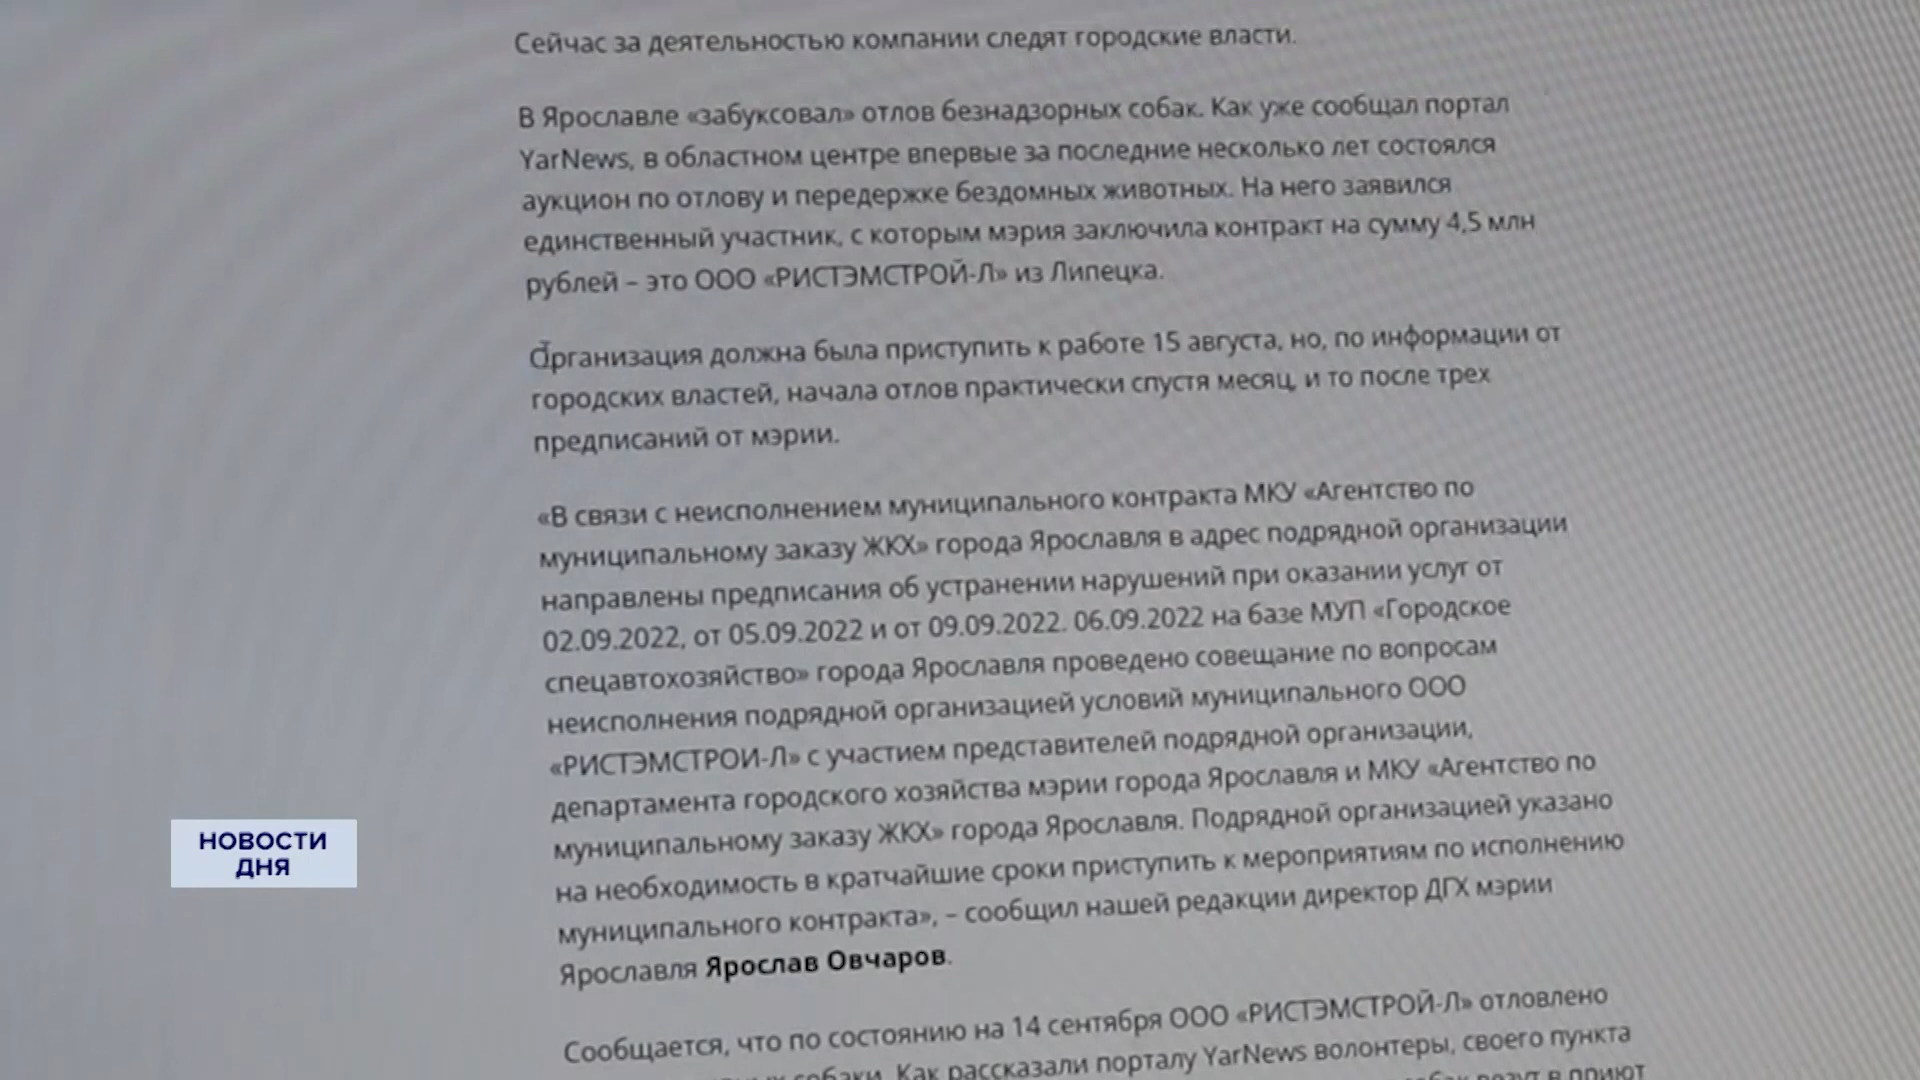 Сейчас за деятельностью компании следят городские власти.
В Ярославле «забуксовал» отлов безнадзорных собак. Как уже сообщал портал
YarNews, в областном центре впервые за последние несколько лет состоялся
аукцион по отлову и передержке бездомных животных. На него заявился
единственный участник, с которым мэрия заключила контракт на сумму 4,5 млн
рублей – это ООО «РИСТЭМСТРОЙ-Л» из Липецка.
Организация должна была приступить к работе 15 августа, но, по информации от
городских властей, начала отлов практически спустя месяц, и то после трех
предписаний от мэрии.
«В связи с неисполнением муниципального контракта МКУ «Агентство по
муниципальному заказу ЖКХ» города Ярославля в адрес подрядной организации
направлены предписания об устранении нарушений при оказании услуг от
02.09.2022, от 05.09.2022 и от 09.09.2022. 06.09.2022 на базе МУП «Городское
спецавтохозяйство» города Ярославля проведено совещание по вопросам
неисполнения подрядной организацией условий муниципального ООО
«РИСТЭМСТРОИ-Л» с участием представителей подрядной организации,
департамента городского хозяйства мэрии города Ярославля и МКУ «Агентство по
муниципальному заказу ЖКХ» города Ярославля. Подрядной организацией указано
на необходимость в кратчайшие сроки приступить к мероприятиям по исполнению
муниципального контракта», – сообщил нашей редакции директор ДГХ мэрии
Ярославля Ярослав Овчаров.
Сообщается, что по состоянию на 14 сентября ООО «РИСТЭМСТРОЙ-Л» отловлено
собаки. Как рассказали порталу YarNews волонтеры, своего пункта
везут в приют
НОВОСТИ
ДНЯ